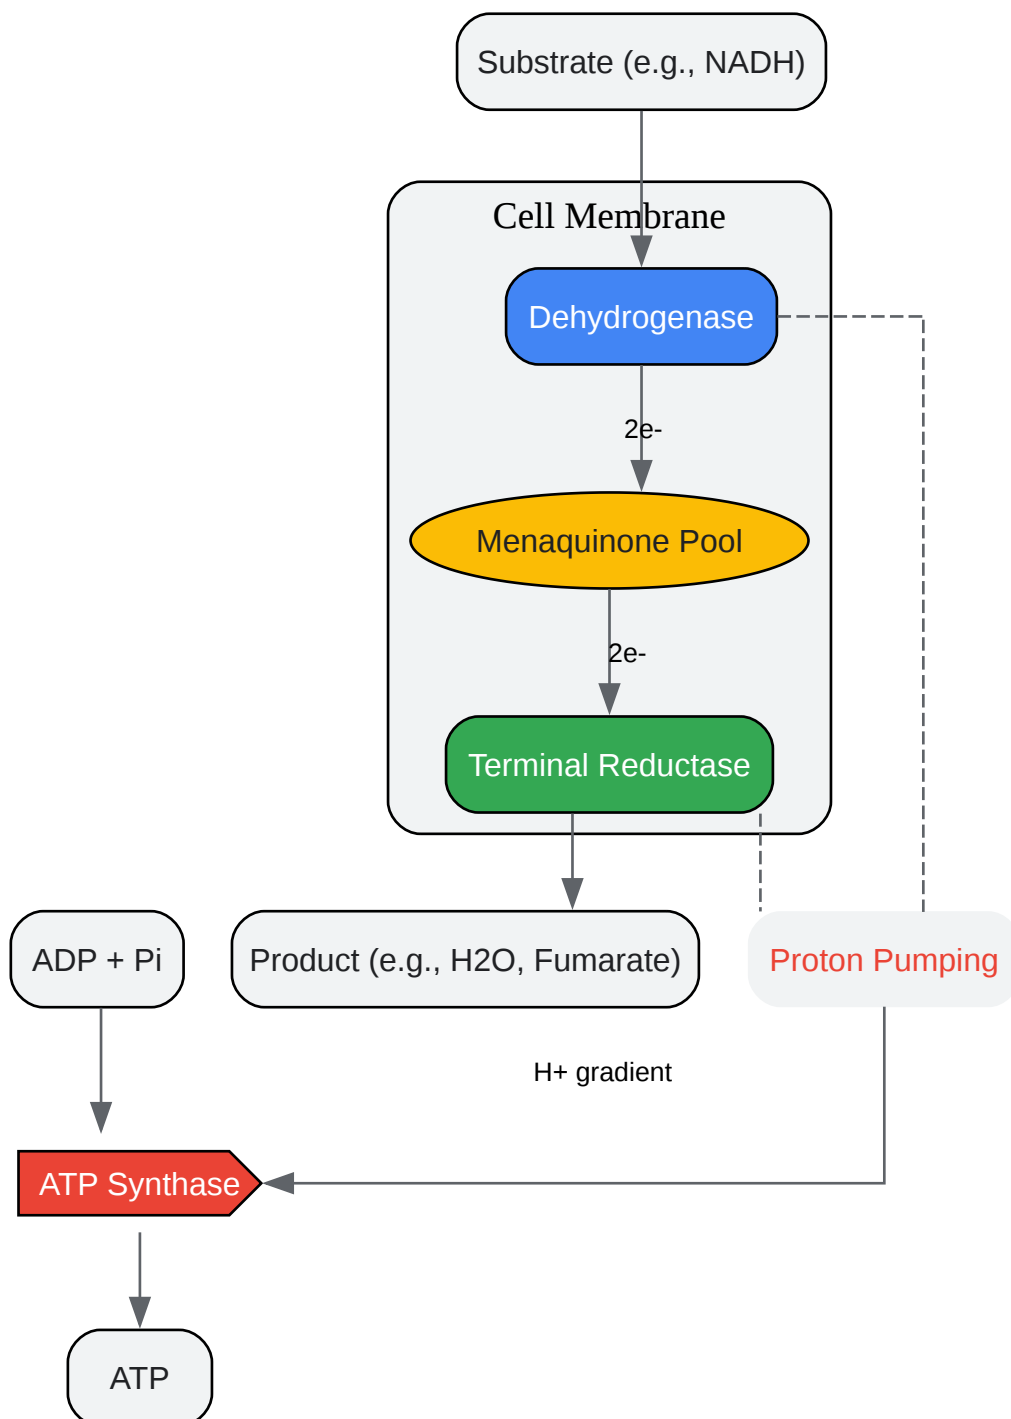 Substrate (e.g., NADH)
Cell Membrane
Dehydrogenase
2e-
Menaquinone Pool
2e-
Terminal Reductase
ADP + Pi
Product (e.g., H2O, Fumarate)
Proton Pumping
H+ gradient
ATP Synthase
ATP